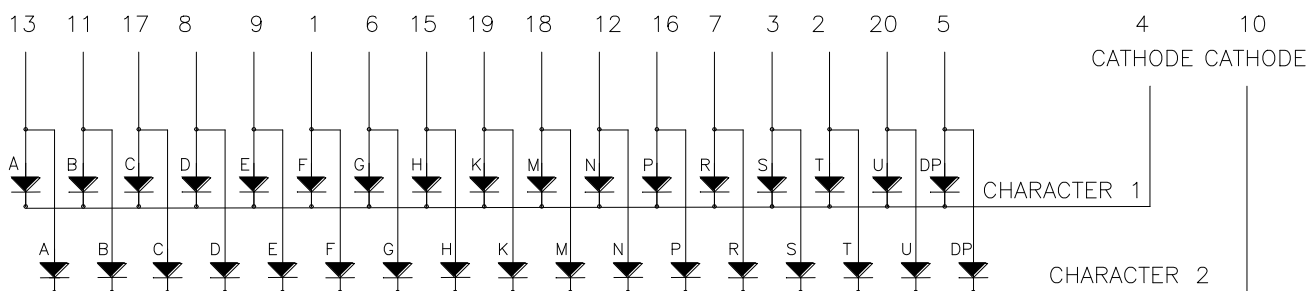 13 11 17 8 9 1 6 15 19 18 12 16 7 3 2 20 5 4 10
CATHODE CATHODE
A B C D E F G H K M N P R S T U DP
CHARACTER 1
A B C D E F G H K M N P R S T U DP
CHARACTER 2